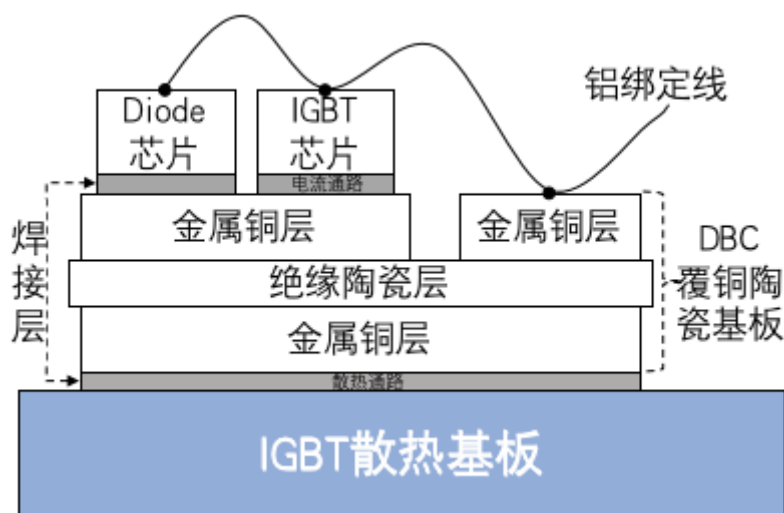 铝绑定线
Diode
芯片
IGBT
芯片
电流通路
焊
接
层
金属铜层
金属铜层
DBC
覆铜陶
瓷基板
绝缘陶瓷层
金属铜层
散热通路
IGBT散热基板